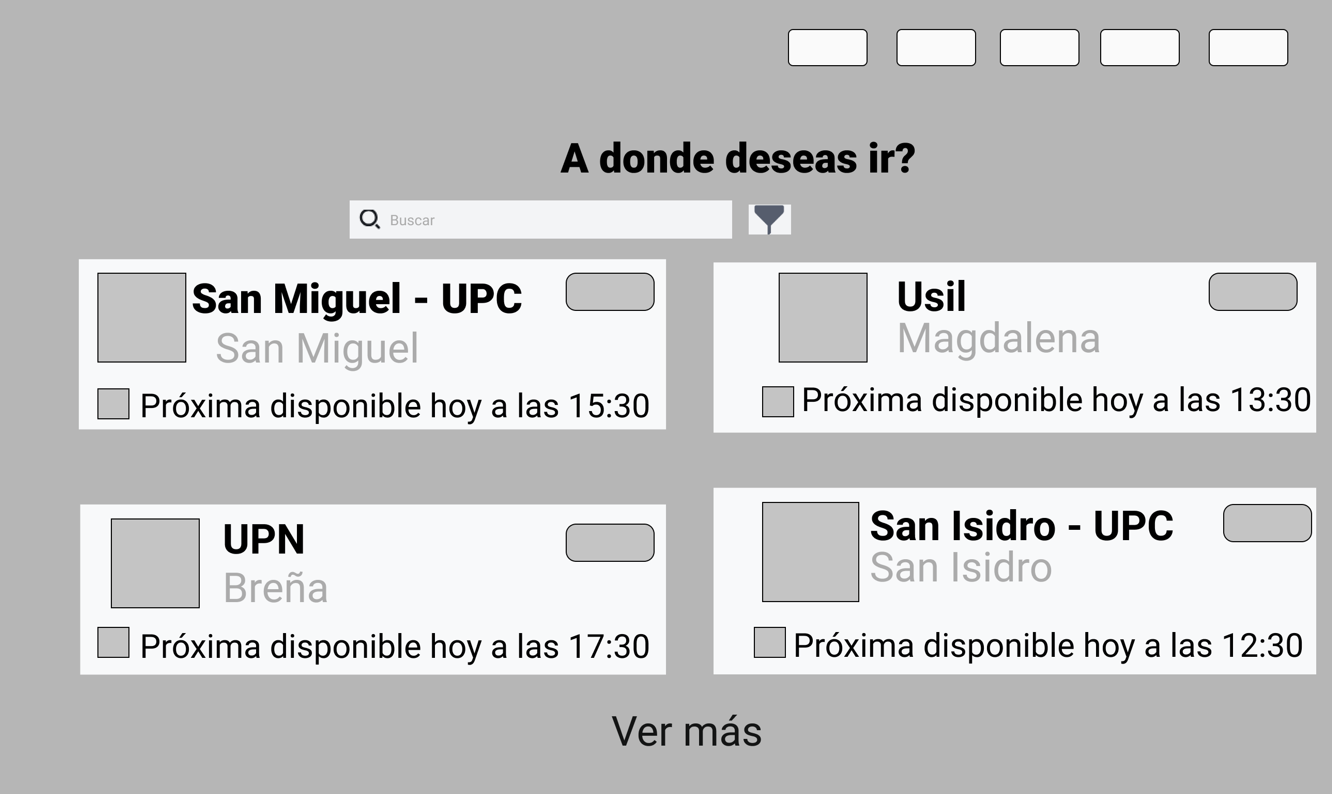 A donde deseas ir?
Buscar
San Miguel - UPC
San Miguel
Próxima disponible hoy a las 15:30
Usil
Magdalena
Próxima disponible hoy a las 13:30
UPN
Breña
Próxima disponible hoy a las 17:30
San Isidro - UPC
San Isidro
Próxima disponible hoy a las 12:30
Ver más